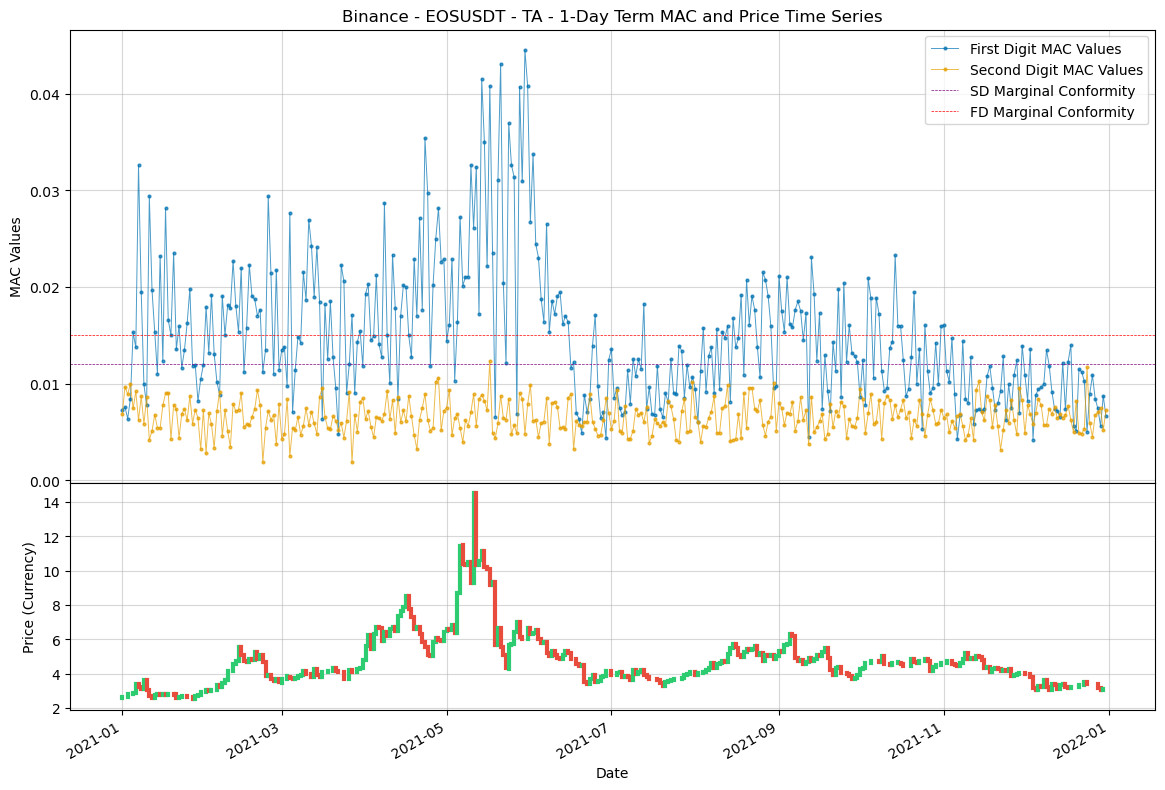 Binance - EOSUSDT - TA - 1-Day Term MAC and Price Time Series
First Digit MAC Values
Second Digit MAC Values
SD Marginal Conformity
FD Marginal Conformity
MAC Values
0.04
0.03
0.02
0.01
0.00
Price (Currency)
14
12
10
8
6
4
2
2021-01
2021-03
2021-05
2021-07
2021-09
2021-11
2022-01
Date